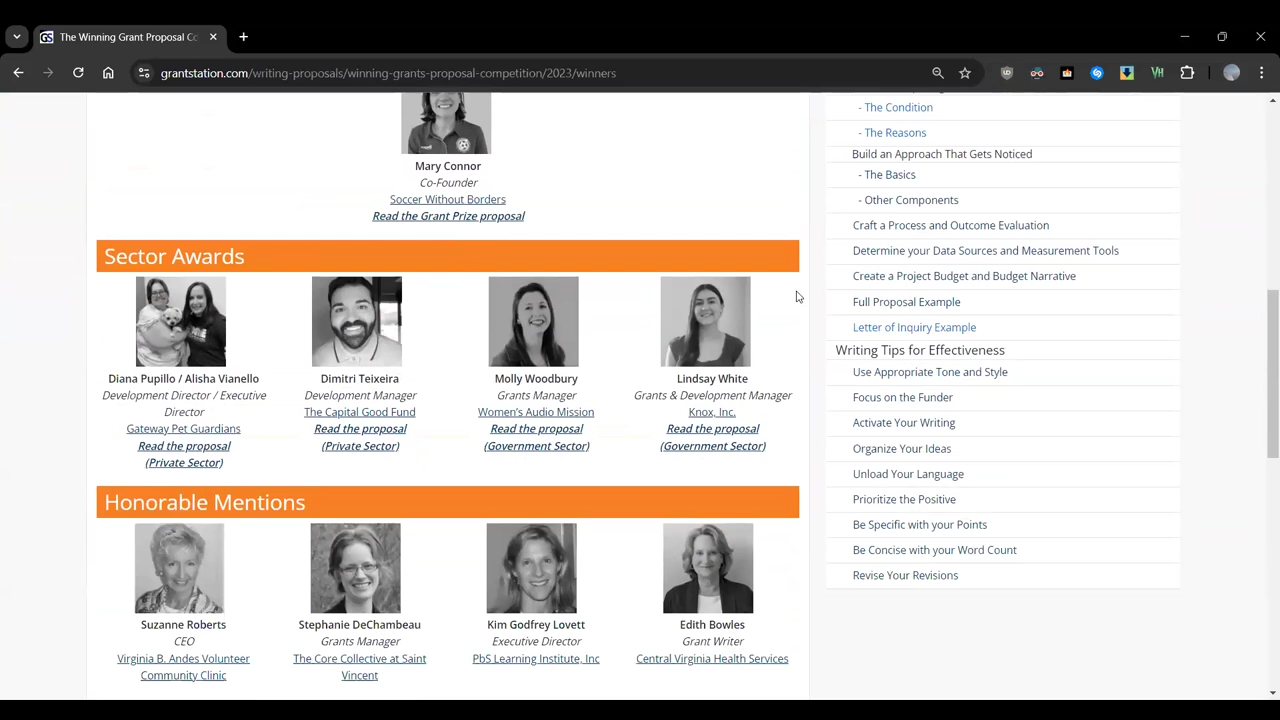 The Winning Grant Proposal Co
grantstation.com/writing-proposals/winning-grants-proposal-competition/2023/winners
Mary Connor
Co-Founder
Soccer Without Borders
Read the Grant Prize proposal
Sector Awards
Diana Pupillo / Alisha Vianello
Development Director / Executive
Director
Gateway Pet Guardians
Read the proposal
(Private Sector)
Dimitri Teixeira
Development Manager
The Capital Good Fund
Read the proposal
(Private Sector)
Molly Woodbury
Grants Manager
Women's Audio Mission
Read the proposal
(Government Sector)
Lindsay White
Grants & Development Manager
Knox, Inc.
Read the proposal
(Government Sector)
Honorable Mentions
Suzanne Roberts
CEO
Virginia B. Andes Volunteer
Community Clinic
Stephanie DeChambeau
Grants Manager
The Core Collective at Saint
Vincent
Kim Godfrey Lovett
Executive Director
PbS Learning Institute, Inc
Edith Bowles
Grant Writer
Central Virginia Health Services
- The Condition
- The Reasons
Build an Approach That Gets Noticed
- The Basics
- Other Components
Craft a Process and Outcome Evaluation
Determine your Data Sources and Measurement Tools
Create a Project Budget and Budget Narrative
Full Proposal Example
Letter of Inquiry Example
Writing Tips for Effectiveness
Use Appropriate Tone and Style
Focus on the Funder
Activate Your Writing
Organize Your Ideas
Unload Your Language
Prioritize the Positive
Be Specific with your Points
Be Concise with your Word Count
Revise Your Revisions